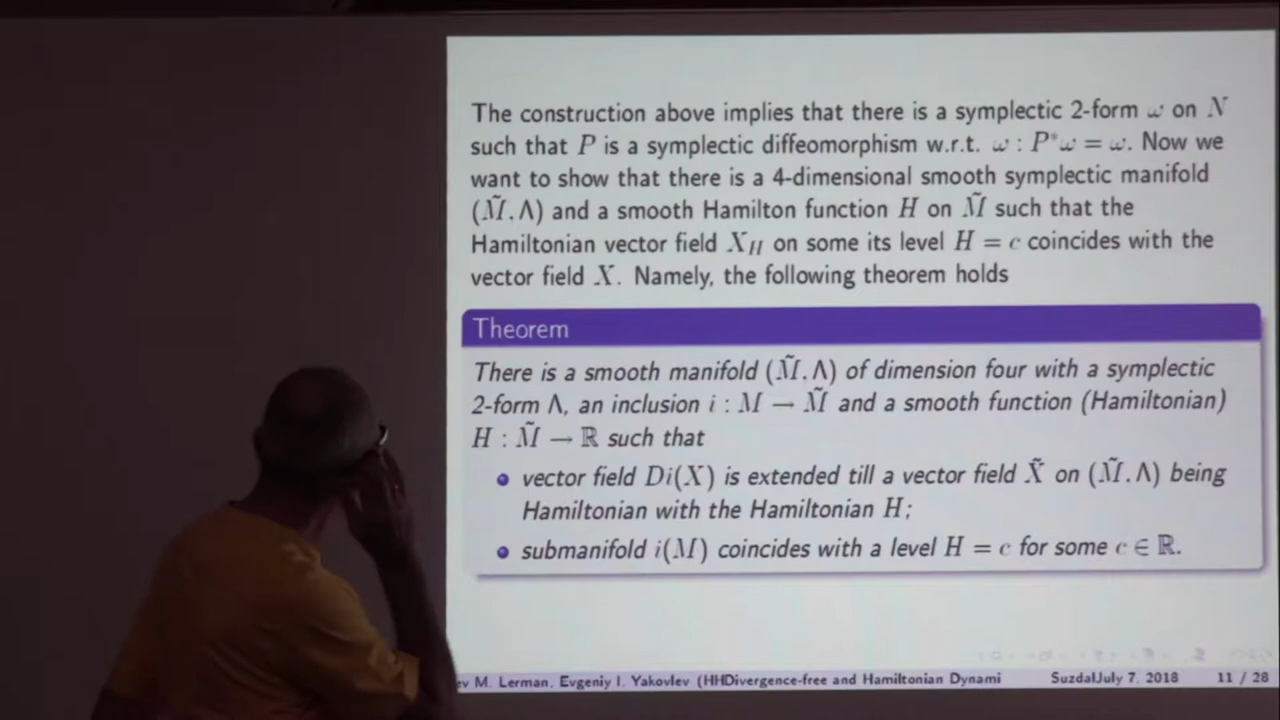 The construction above implies that there is a symplectic 2-form ω on N
such that P is a symplectic diffeomorphism w.r.t. ω : P*ω = ω. Now we
want to show that there is a 4-dimensional smooth symplectic manifold
(M̃, Λ) and a smooth Hamilton function H on M̃ such that the
Hamiltonian vector field X_H on some its level H = c coincides with the
vector field X. Namely, the following theorem holds
Theorem
There is a smooth manifold (M̃, Λ) of dimension four with a symplectic
2-form Λ, an inclusion i : M → M̃ and a smooth function (Hamiltonian)
H : M̃ → ℝ such that
• vector field Di(X) is extended till a vector field X̃ on (M̃, Λ) being
Hamiltonian with the Hamiltonian H;
• submanifold i(M) coincides with a level H = c for some c ∈ ℝ.
ev M. Lerman, Evgeniy I. Yakovlev (HHDivergence-free and Hamiltonian Dynami SuzdalJuly 7, 2018 11 / 28